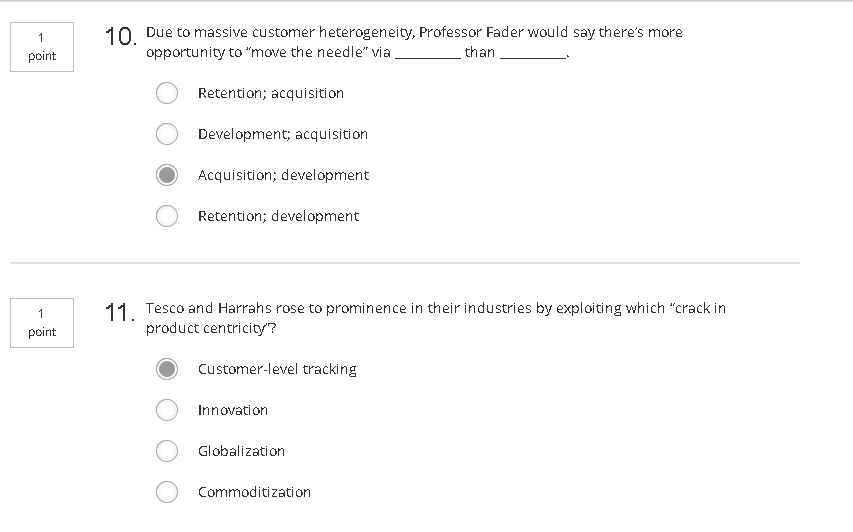 1
point
10. Due to massive customer heterogeneity, Professor Fader would say there's more
opportunity to “move the needle” via _________ than _________.
Retention; acquisition
Development; acquisition
Acquisition; development
Retention; development
1
point
11. Tesco and Harrahs rose to prominence in their industries by exploiting which “crack in
product centricity”?
Customer-level tracking
Innovation
Globalization
Commoditization